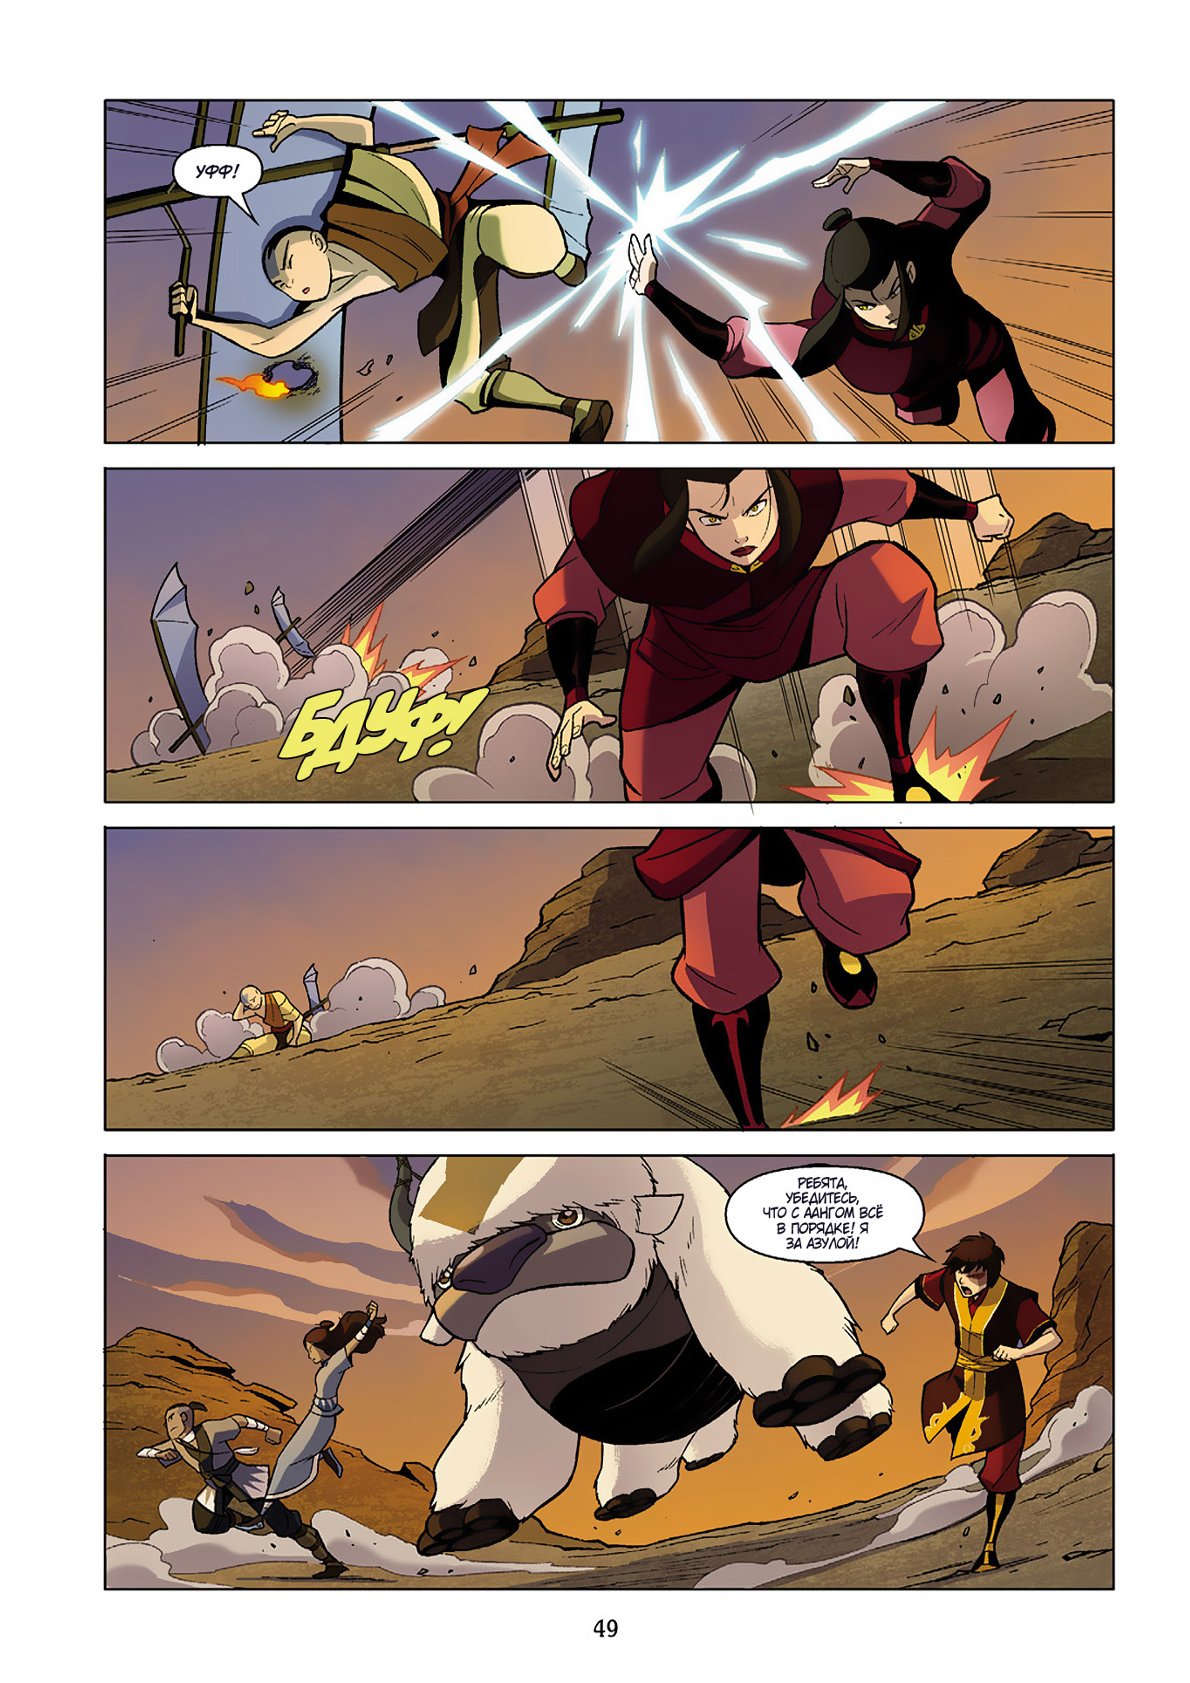 УФФ!
БДУФ!
РЕБЯТА,
УБЕДИТЕСЬ,
ЧТО С ААНГОМ ВСЁ
В ПОРЯДКЕ! Я
ЗА АЗУЛОЙ!
49